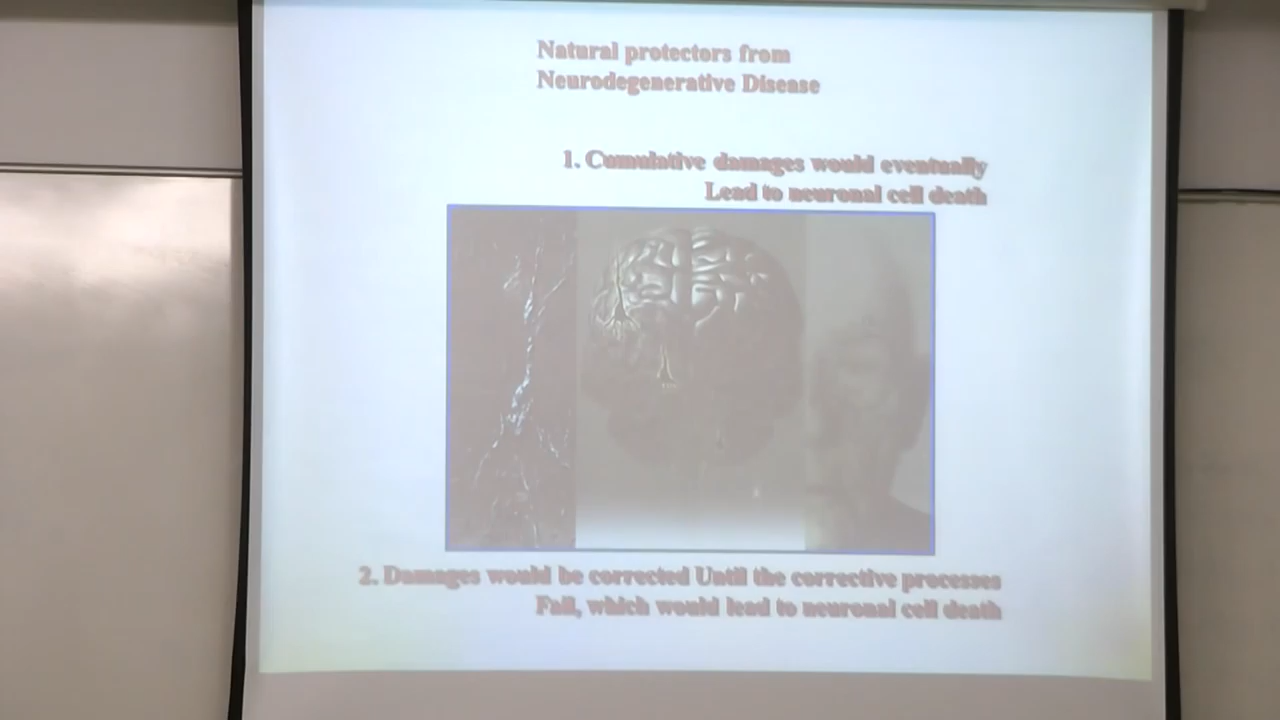 Natural protectors from
Neurodegenerative Disease
1. Cumulative damages would eventually
Lead to neuronal cell death
2. Damages would be corrected Until the corrective processes
Fail, which would lead to neuronal cell death